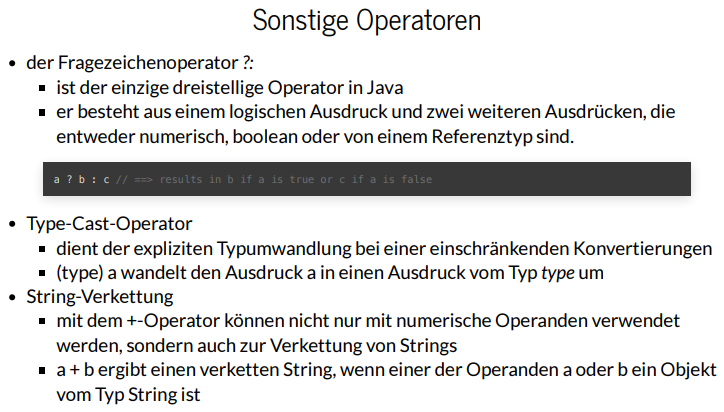 Sonstige Operatoren
• der Fragezeichenoperator ?:
▪ ist der einzige dreistellige Operator in Java
▪ er besteht aus einem logischen Ausdruck und zwei weiteren Ausdrücken, die
entweder numerisch, boolean oder von einem Referenztyp sind.
a ? b : c // ==> results in b if a is true or c if a is false
• Type-Cast-Operator
▪ dient der expliziten Typumwandlung bei einer einschränkenden Konvertierungen
▪ (type) a wandelt den Ausdruck a in einen Ausdruck vom Typ type um
• String-Verkettung
▪ mit dem +-Operator können nicht nur mit numerische Operanden verwendet
werden, sondern auch zur Verkettung von Strings
▪ a + b ergibt einen verketten String, wenn einer der Operanden a oder b ein Objekt
vom Typ String ist